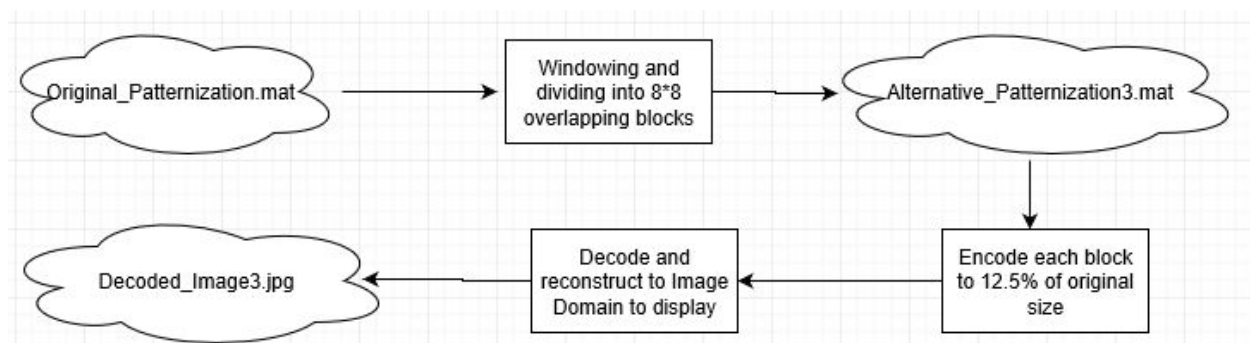 Original_Patternization.mat
Windowing and
dividing into 8*8
overlapping blocks
Alternative_Patternization3.mat
Encode each block
to 12.5% of original
size
Decode and
reconstruct to Image
Domain to display
Decoded_Image3.jpg